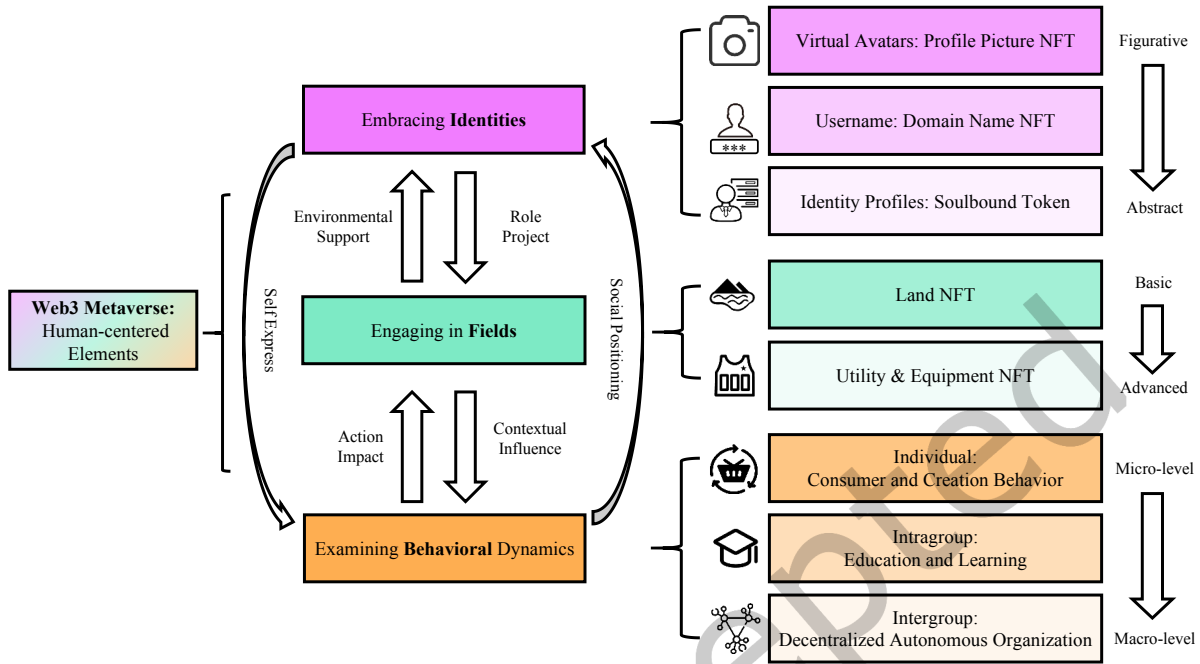 Web3 Metaverse:
Human-centered
Elements
Self Express
Embracing Identities
Environmental
Support
Role
Project
Engaging in Fields
Action
Impact
Contextual
Influence
Examining Behavioral Dynamics
Social Positioning
***
Virtual Avatars: Profile Picture NFT
Username: Domain Name NFT
Identity Profiles: Soulbound Token
Figurative
Abstract
Land NFT
Utility & Equipment NFT
Basic
Advanced
Individual:
Consumer and Creation Behavior
Intragroup:
Education and Learning
Intergroup:
Decentralized Autonomous Organization
Micro-level
Macro-level
epted